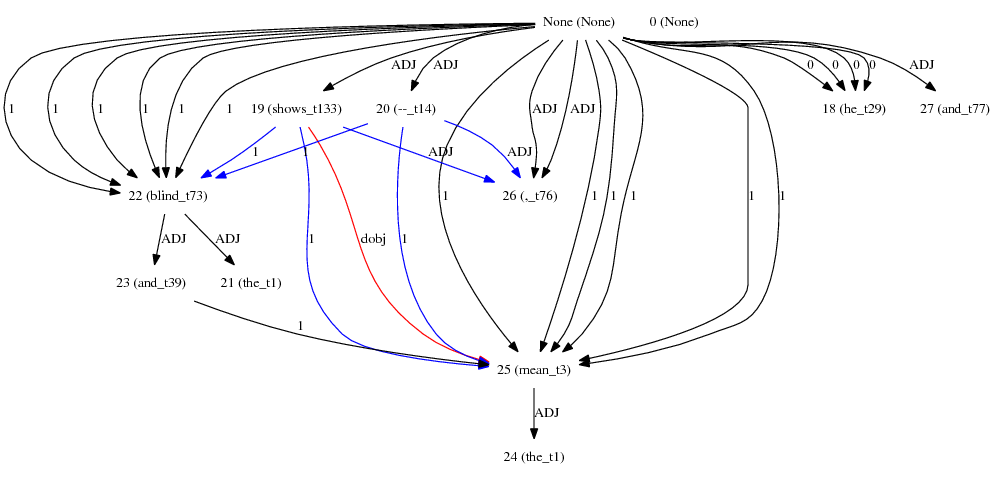 None (None) 0 (None)
ADJ ADJ 0 0 0 0 ADJ
1 1 1 1 1 1 19 (shows_t133) 20 (--_t14) ADJ ADJ 18 (he_t29) 27 (and_t77)
1 1 ADJ ADJ
22 (blind_t73) 26 (,_t76) 1 1 1 1 1 1
ADJ ADJ 1 dobj 1
23 (and_t39) 21 (the_t1)
1
25 (mean_t3)
ADJ
24 (the_t1)